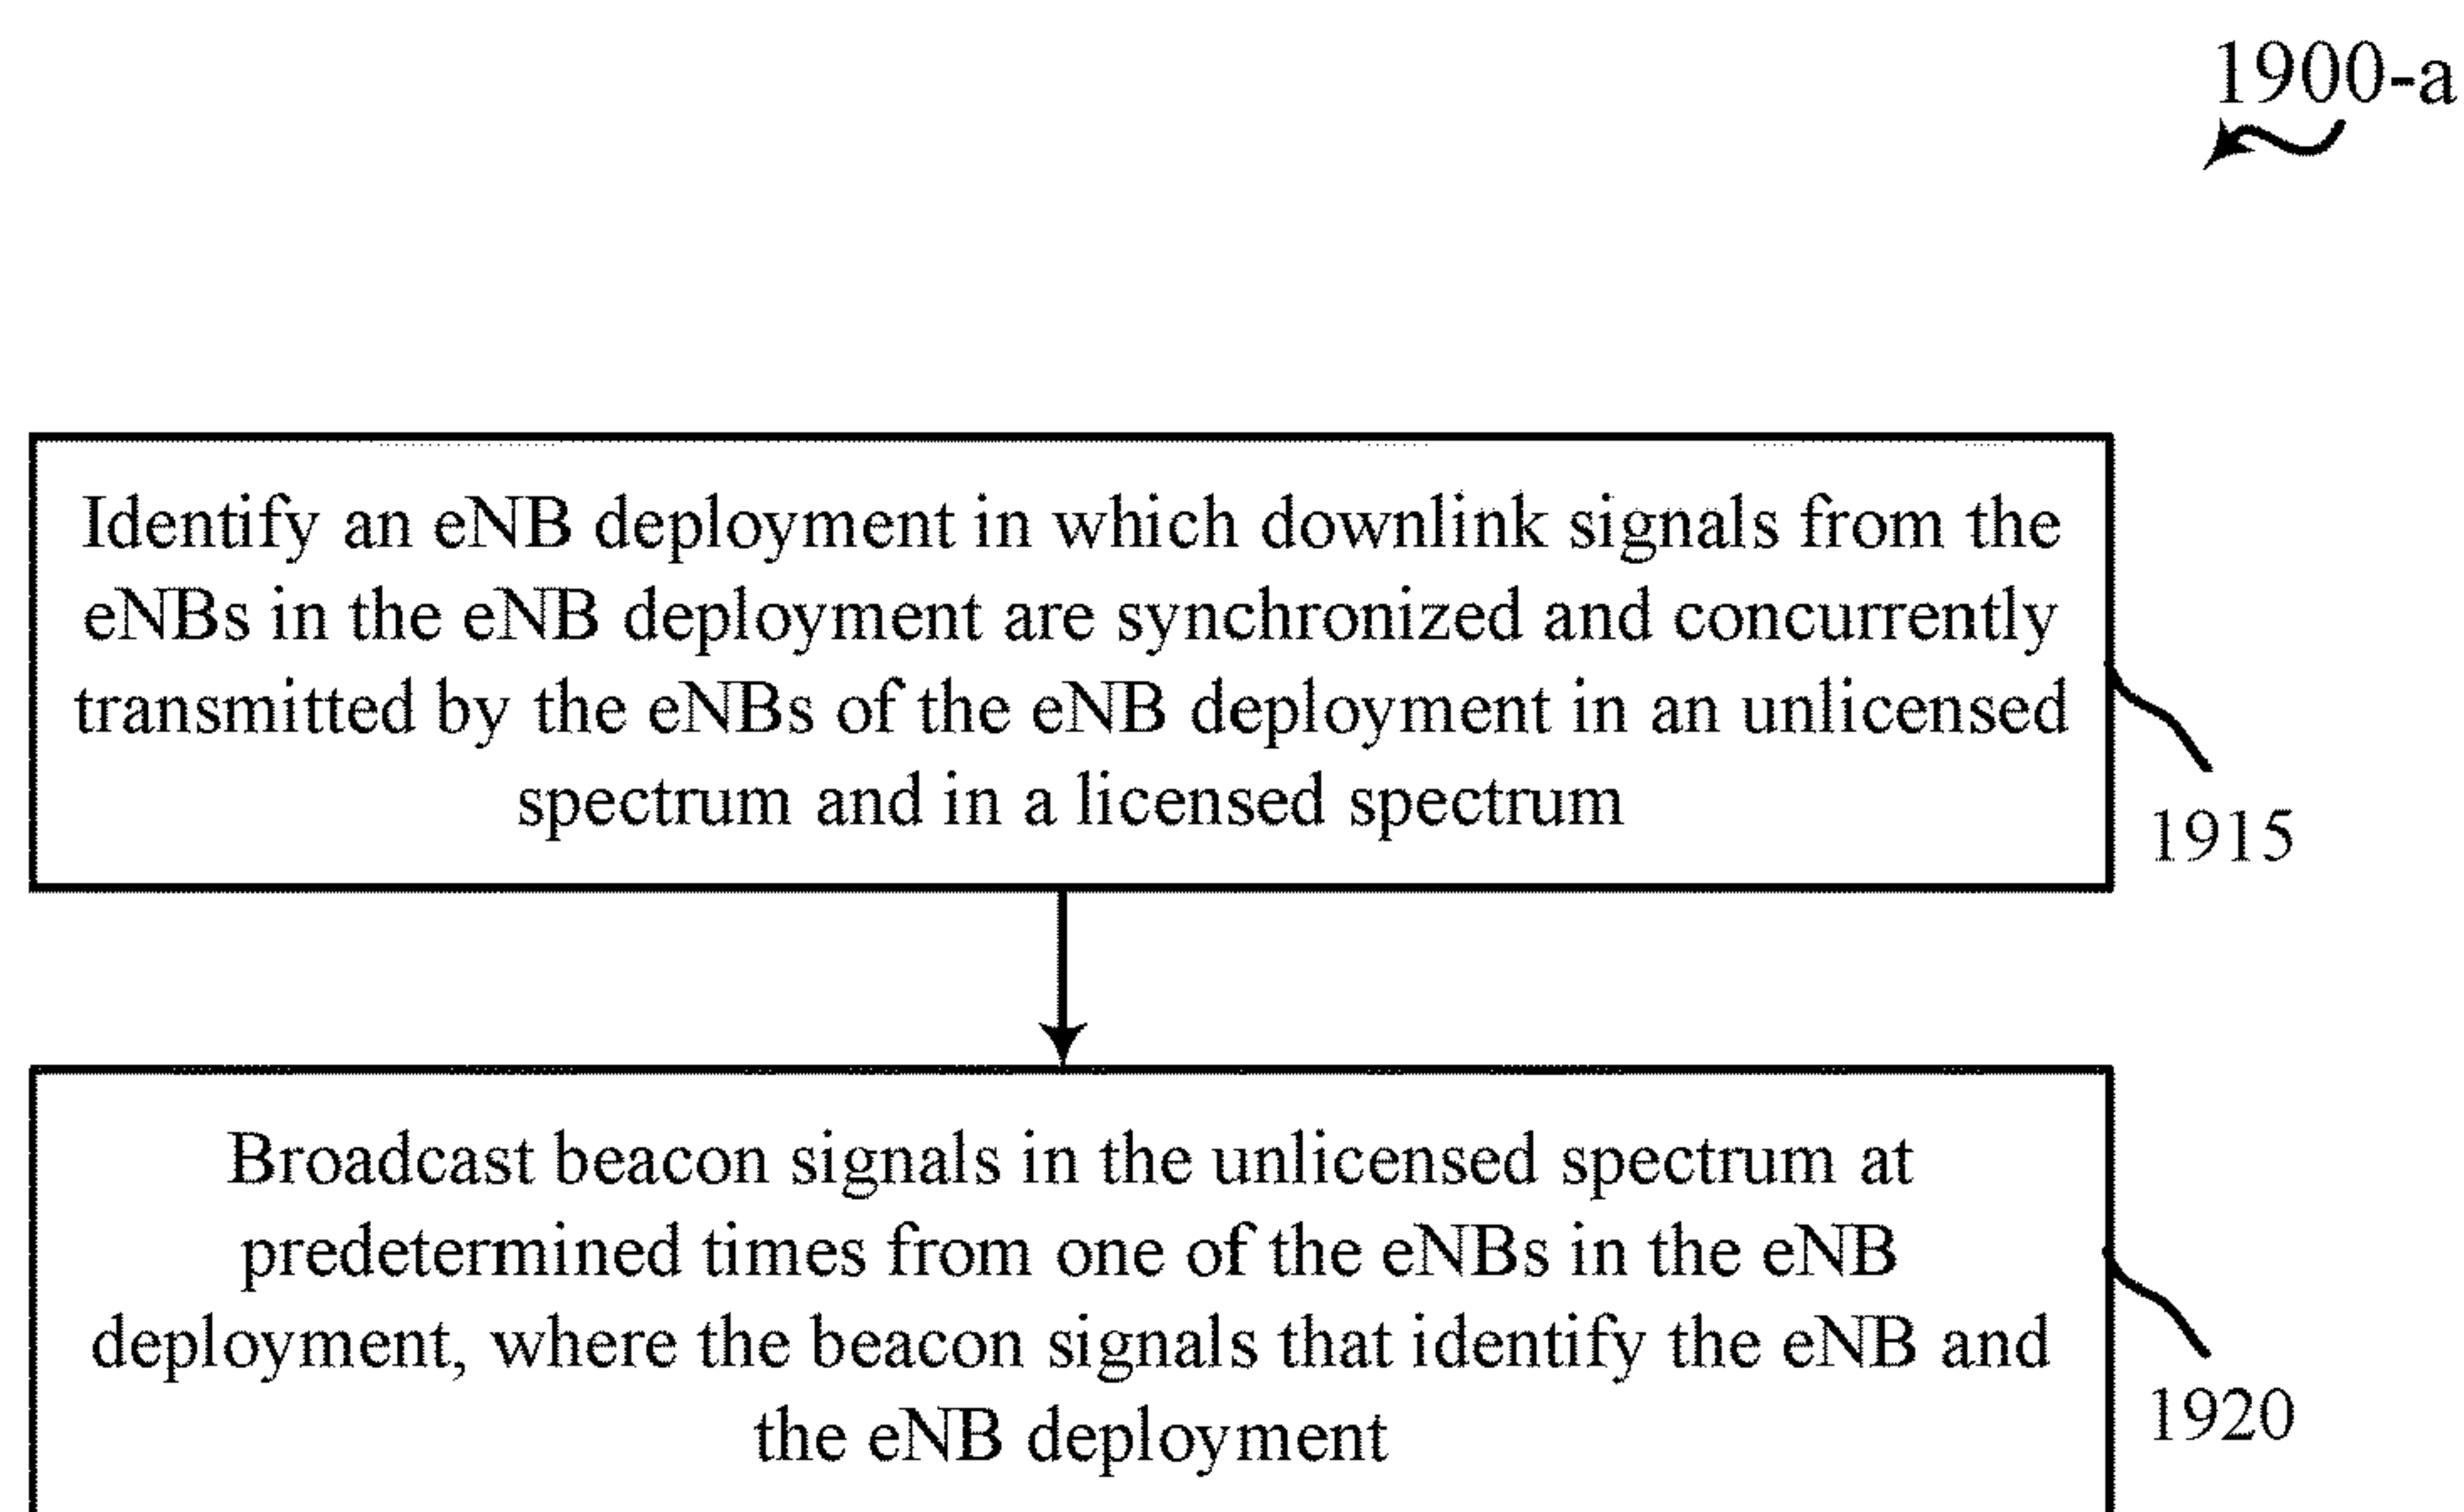 1900-a
Identify an eNB deployment in which downlink signals from the
eNBs in the eNB deployment are synchronized and concurrently
transmitted by the eNBs of the eNB deployment in an unlicensed
spectrum and in a licensed spectrum
1915
Broadcast beacon signals in the unlicensed spectrum at
predetermined times from one of the eNBs in the eNB
deployment, where the beacon signals that identify the eNB and
the eNB deployment
1920